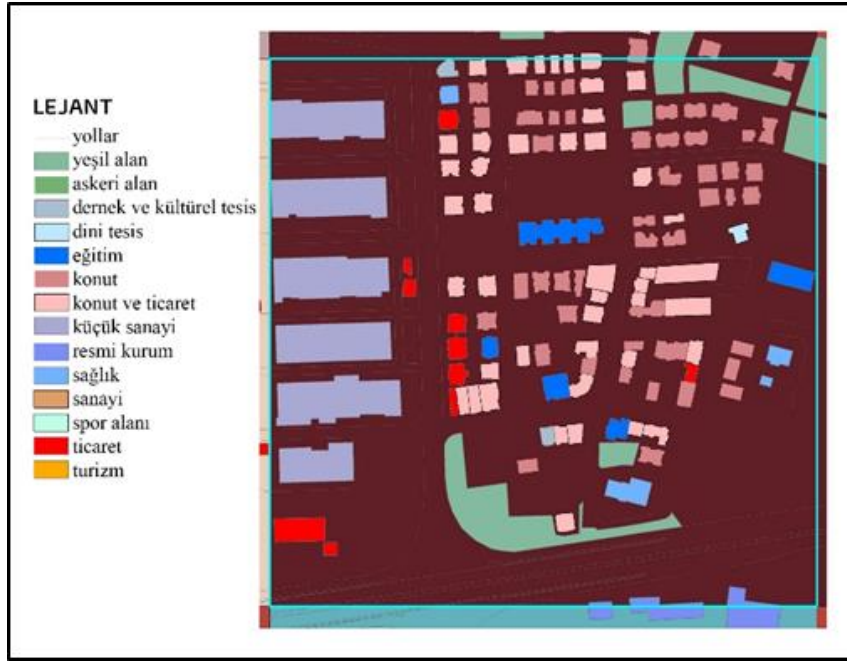 LEJANT
yollar
yeşil alan
askeri alan
dernek ve kültürel tesis
dini tesis
eğitim
konut
konut ve ticaret
küçük sanayi
resmi kurum
sağlık
sanayi
spor alanı
ticaret
turizm